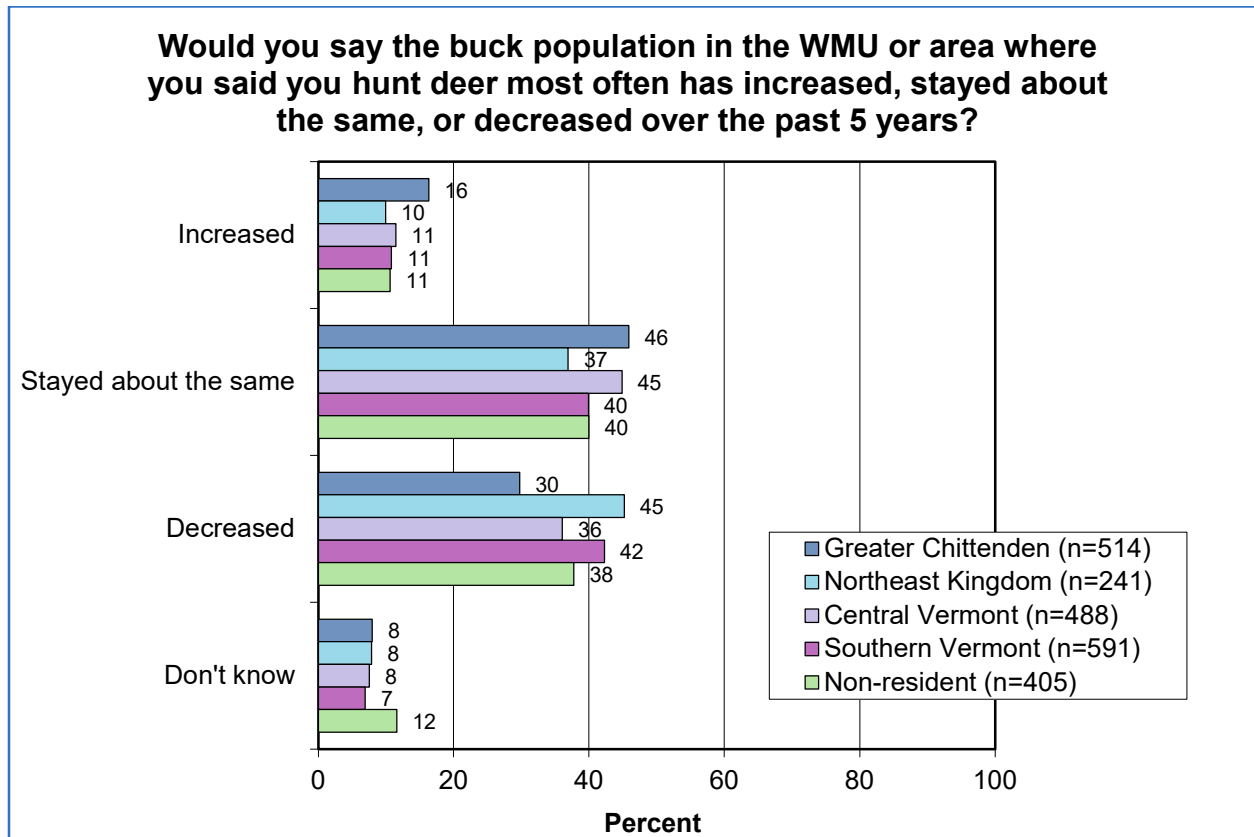 Would you say the buck population in the WMU or area where
you said you hunt deer most often has increased, stayed about
the same, or decreased over the past 5 years?
Increased
16
10
11
11
11
Stayed about the same
46
37
45
40
40
Decreased
30
45
36
42
38
Don't know
8
8
8
7
12
Greater Chittenden (n=514)
Northeast Kingdom (n=241)
Central Vermont (n=488)
Southern Vermont (n=591)
Non-resident (n=405)
0 20 40 60 80 100
Percent